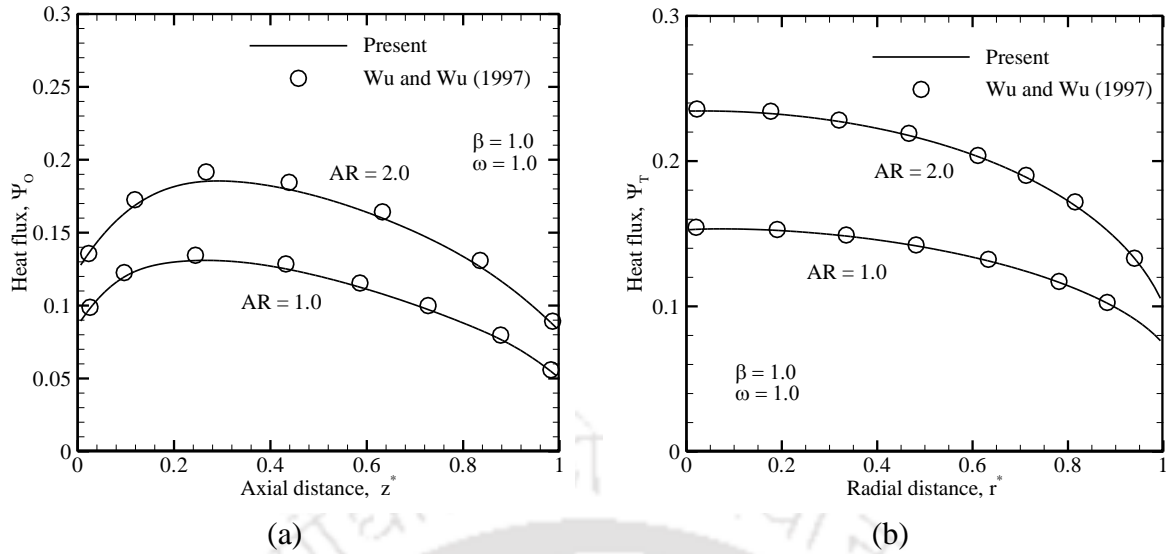 0.3
0.25
0.2
0.15
0.1
0.05
0
Heat flux, Ψ_O
Present
Wu and Wu (1997)
β = 1.0
ω = 1.0
AR = 2.0
AR = 1.0
0 0.2 0.4 0.6 0.8 1
Axial distance, z*
(a)
0.3
0.2
0.1
0
Heat flux, Ψ_T
Present
Wu and Wu (1997)
AR = 2.0
AR = 1.0
β = 1.0
ω = 1.0
0 0.2 0.4 0.6 0.8 1
Radial distance, r*
(b)